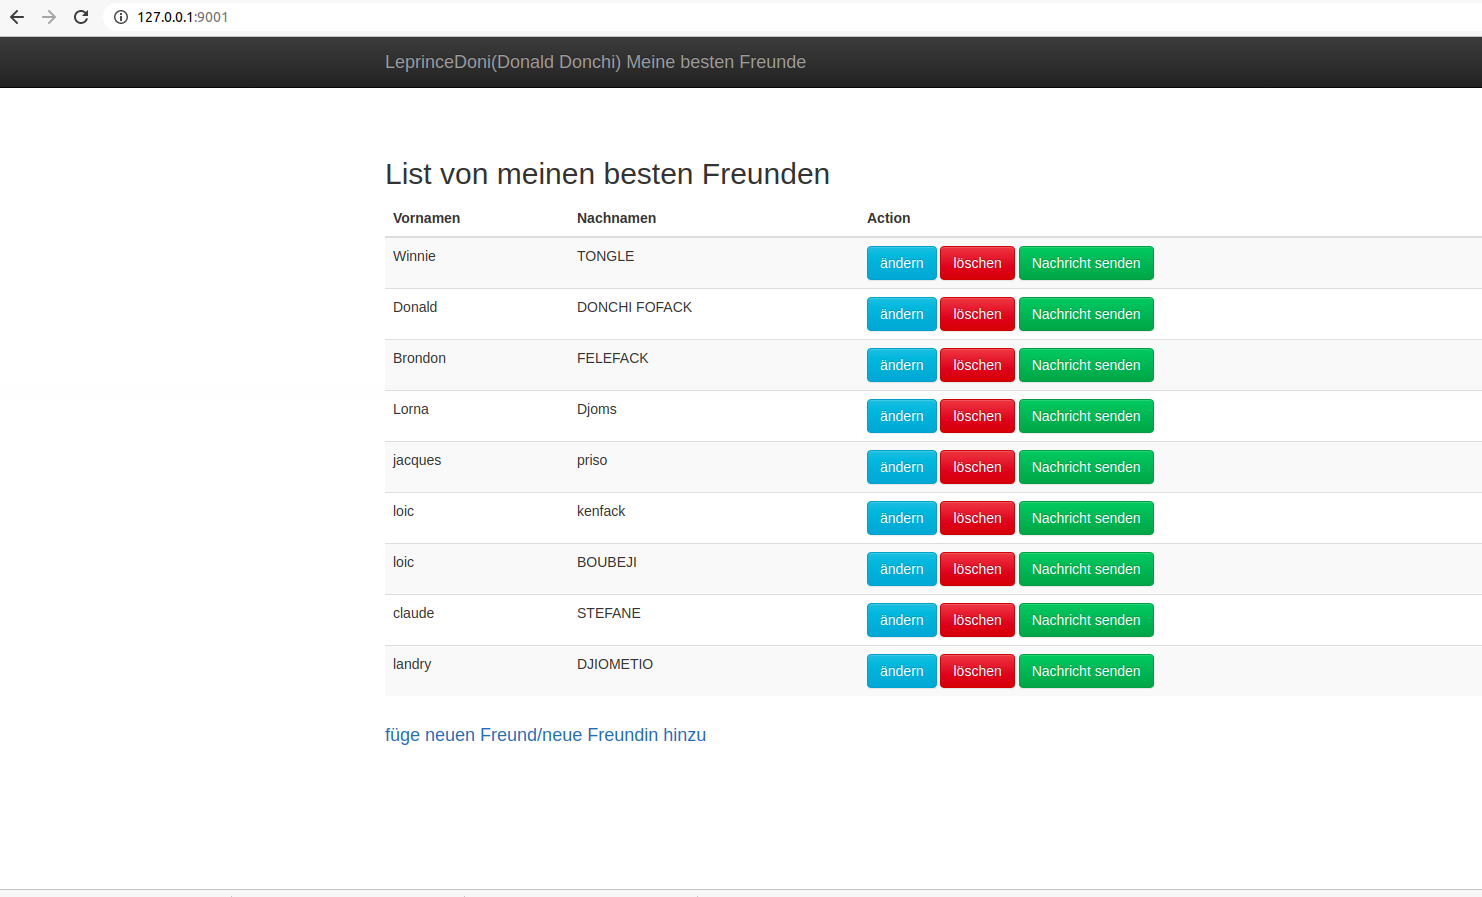 127.0.0.1:9001
LeprinceDoni(Donald Donchi) Meine besten Freunde
List von meinen besten Freunden
Vornamen Nachnamen Action
Winnie TONGLE ändern löschen Nachricht senden
Donald DONCHI FOFACK ändern löschen Nachricht senden
Brondon FELEFACK ändern löschen Nachricht senden
Lorna Djoms ändern löschen Nachricht senden
jacques priso ändern löschen Nachricht senden
loic kenfack ändern löschen Nachricht senden
loic BOUBEJI ändern löschen Nachricht senden
claude STEFANE ändern löschen Nachricht senden
landry DJIOMETIO ändern löschen Nachricht senden
füge neuen Freund/neue Freundin hinzu